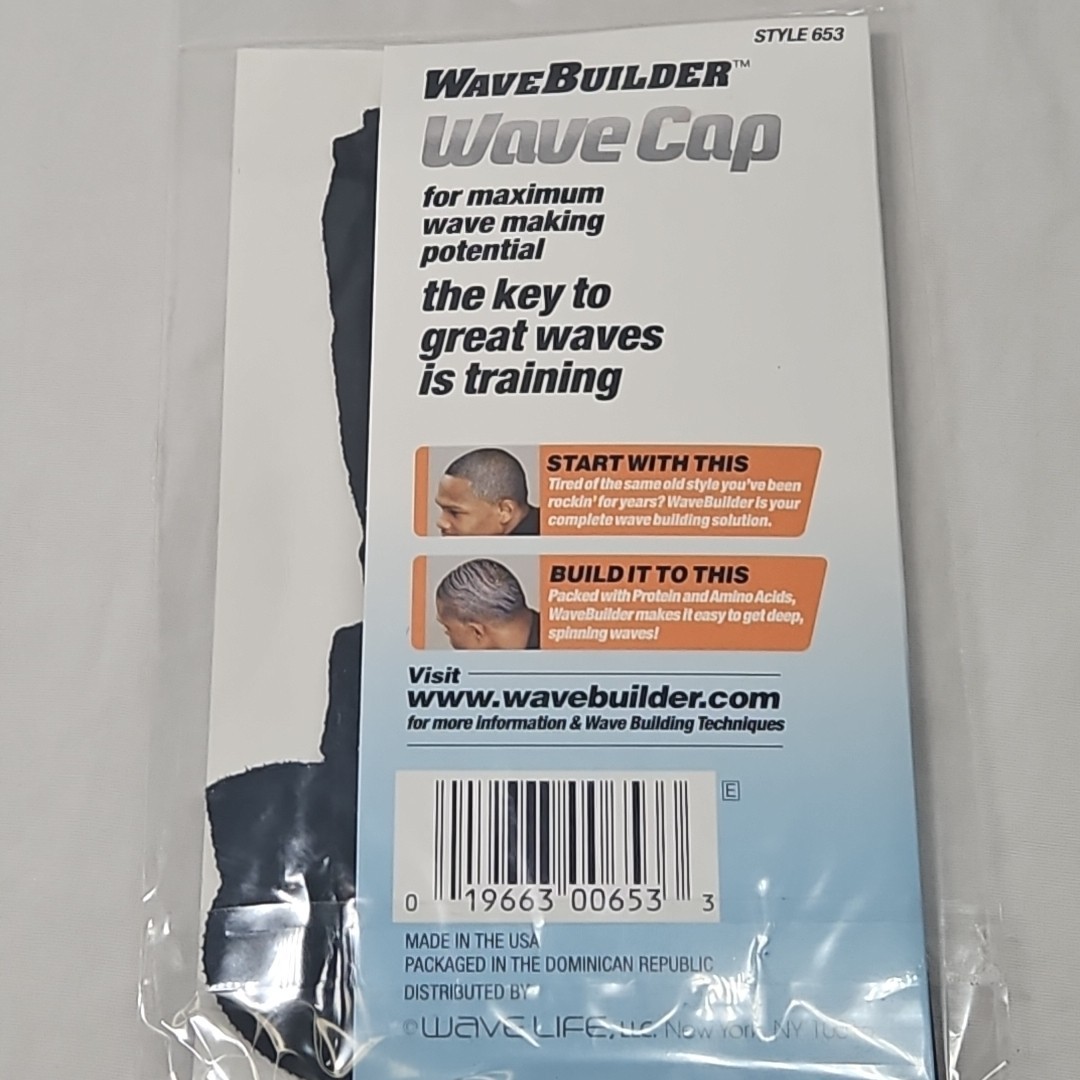 STYLE 653
WAVEBUILDER™
Wave Cap
for maximum
wave making
potential
the key to
great waves
is training
START WITH THIS
Tired of the same old style you've been
rockin' for years? WaveBuilder is your
complete wave building solution.
BUILD IT TO THIS
Packed with Protein and Amino Acids,
WaveBuilder makes it easy to get deep,
spinning waves!
Visit
www.wavebuilder.com
for more information & Wave Building Techniques
E
0 19663 00653 3
MADE IN THE USA
PACKAGED IN THE DOMINICAN REPUBLIC
DISTRIBUTED BY
© WAVE LIFE, LLC. New York, NY